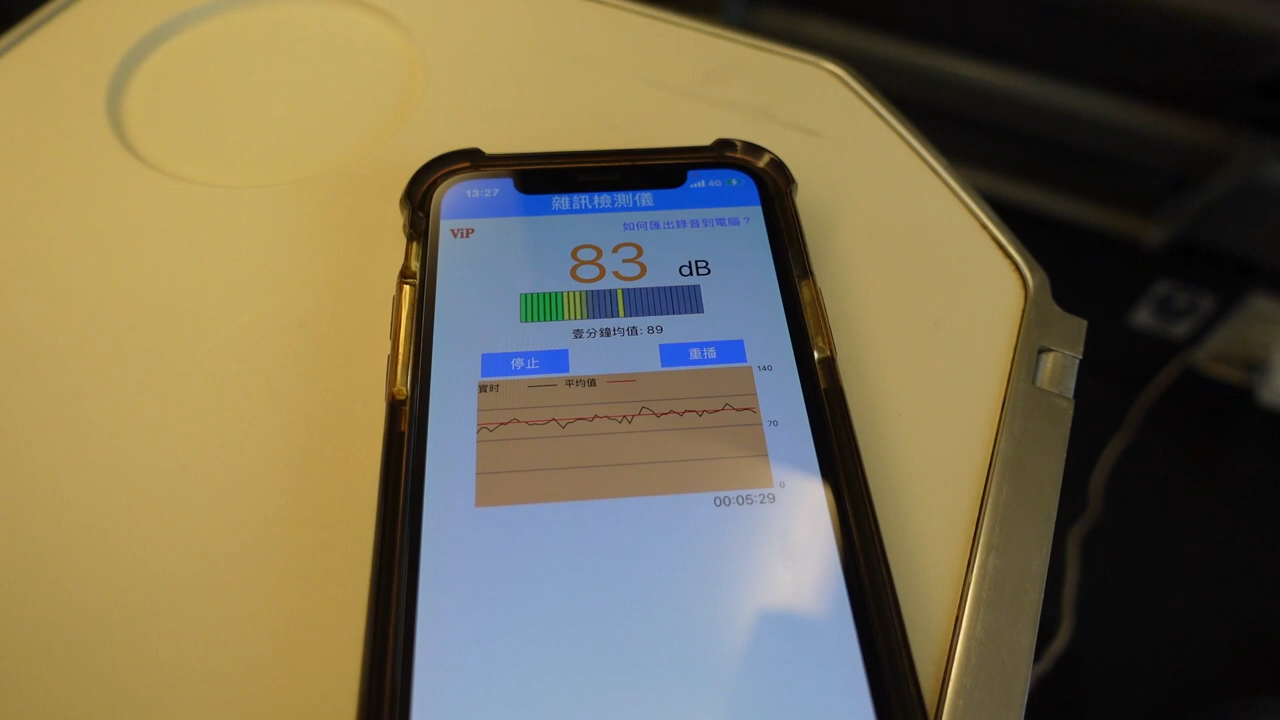 13:27
4G
雜訊檢測儀
ViP
如何匯出錄音到電腦？
83 dB
壹分鐘均值: 89
停止
重播
實时
平均值
140
70
0
00:05:29